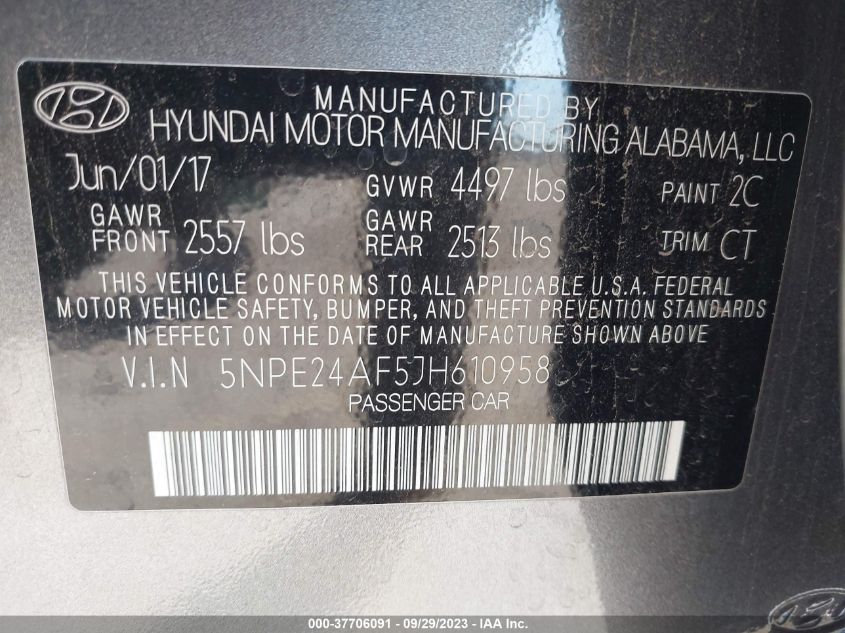 MANUFACTURED BY
HYUNDAI MOTOR MANUFACTURING ALABAMA, LLC
Jun/01/17 GVWR 4497 lbs PAINT 2C
GAWR FRONT 2557 lbs GAWR REAR 2513 lbs TRIM CT
THIS VEHICLE CONFORMS TO ALL APPLICABLE U.S.A. FEDERAL
MOTOR VEHICLE SAFETY, BUMPER, AND THEFT PREVENTION STANDARDS
IN EFFECT ON THE DATE OF MANUFACTURE SHOWN ABOVE
V.I.N 5NPE24AF5JH610958
PASSENGER CAR
000-37706091 - 09/29/2023 - IAA Inc.